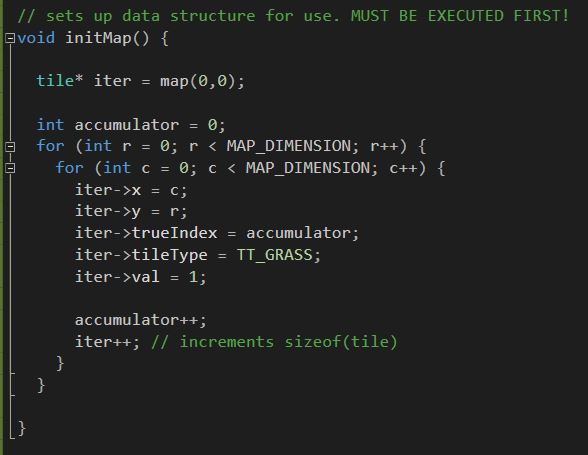 // sets up data structure for use. MUST BE EXECUTED FIRST!
void initMap() {
tile* iter = map(0,0);
int accumulator = 0;
for (int r = 0; r < MAP_DIMENSION; r++) {
for (int c = 0; c < MAP_DIMENSION; c++) {
iter->x = c;
iter->y = r;
iter->trueIndex = accumulator;
iter->tileType = TT_GRASS;
iter->val = 1;
accumulator++;
iter++; // increments sizeof(tile)
}
}
}